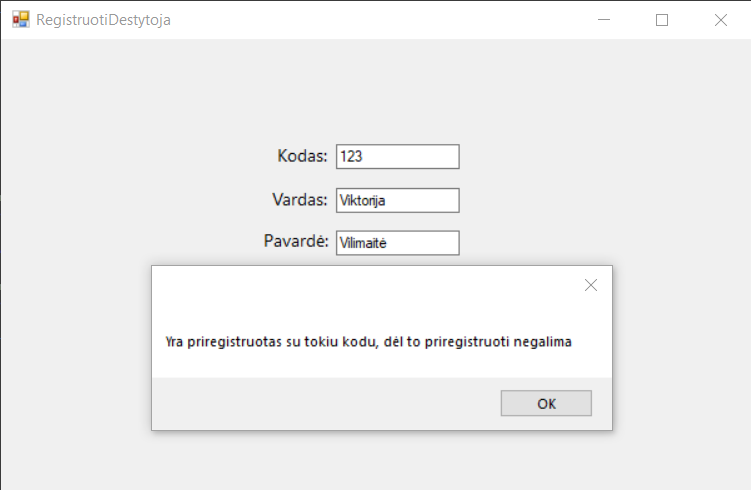 RegistruotiDestytoja
Kodas: 123
Vardas: Viktorija
Pavardė: Vilimaitė
Yra priregistruotas su tokiu kodu, dėl to priregistruoti negalima
OK